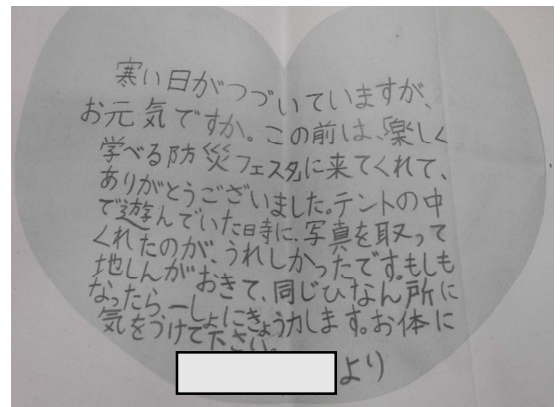 寒い日がつづいていますが、
お元気ですか。この前は、楽しく
学べる防災フェスタに来てくれて、
ありがとうございました。テントの中
で遊んでいた時に、写真を取って
くれたのが、うれしかったです。もしも
地しんがおきて、同じひなん所に
なったら、一しょにきょう力します。お体に
気をつけて下さい。
より